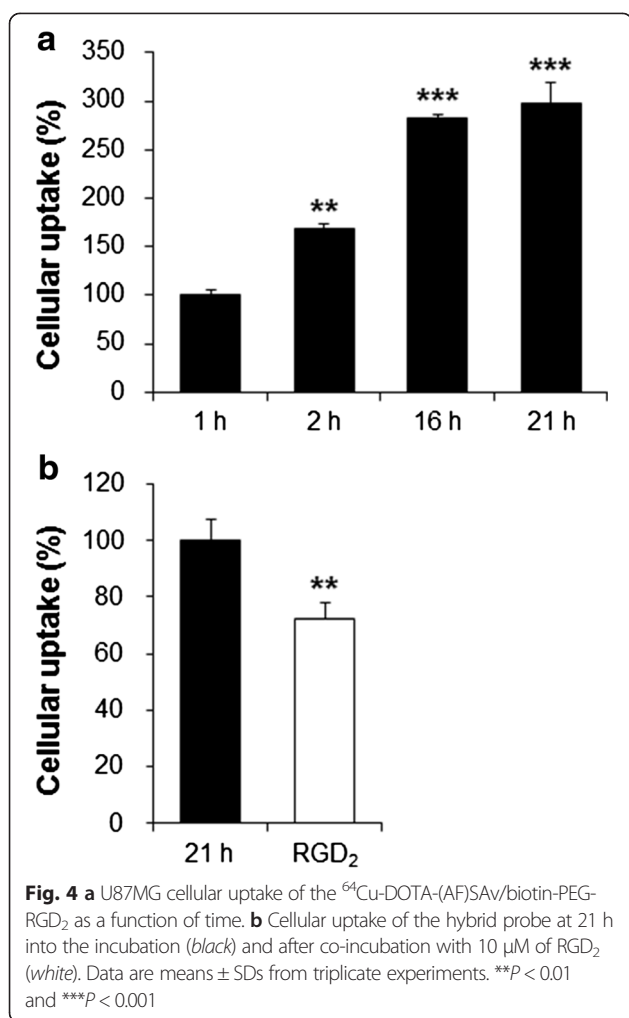 a
Cellular uptake (%)
350
300
250
200
150
100
50
0
**
***
***
1 h 2 h 16 h 21 h
b
Cellular uptake (%)
120
100
80
60
40
20
0
**
21 h RGD₂
Fig. 4 a U87MG cellular uptake of the ⁶⁴Cu-DOTA-(AF)SAv/biotin-PEG-
RGD₂ as a function of time. b Cellular uptake of the hybrid probe at 21 h
into the incubation (black) and after co-incubation with 10 μM of RGD₂
(white). Data are means ± SDs from triplicate experiments. **P < 0.01
and ***P < 0.001